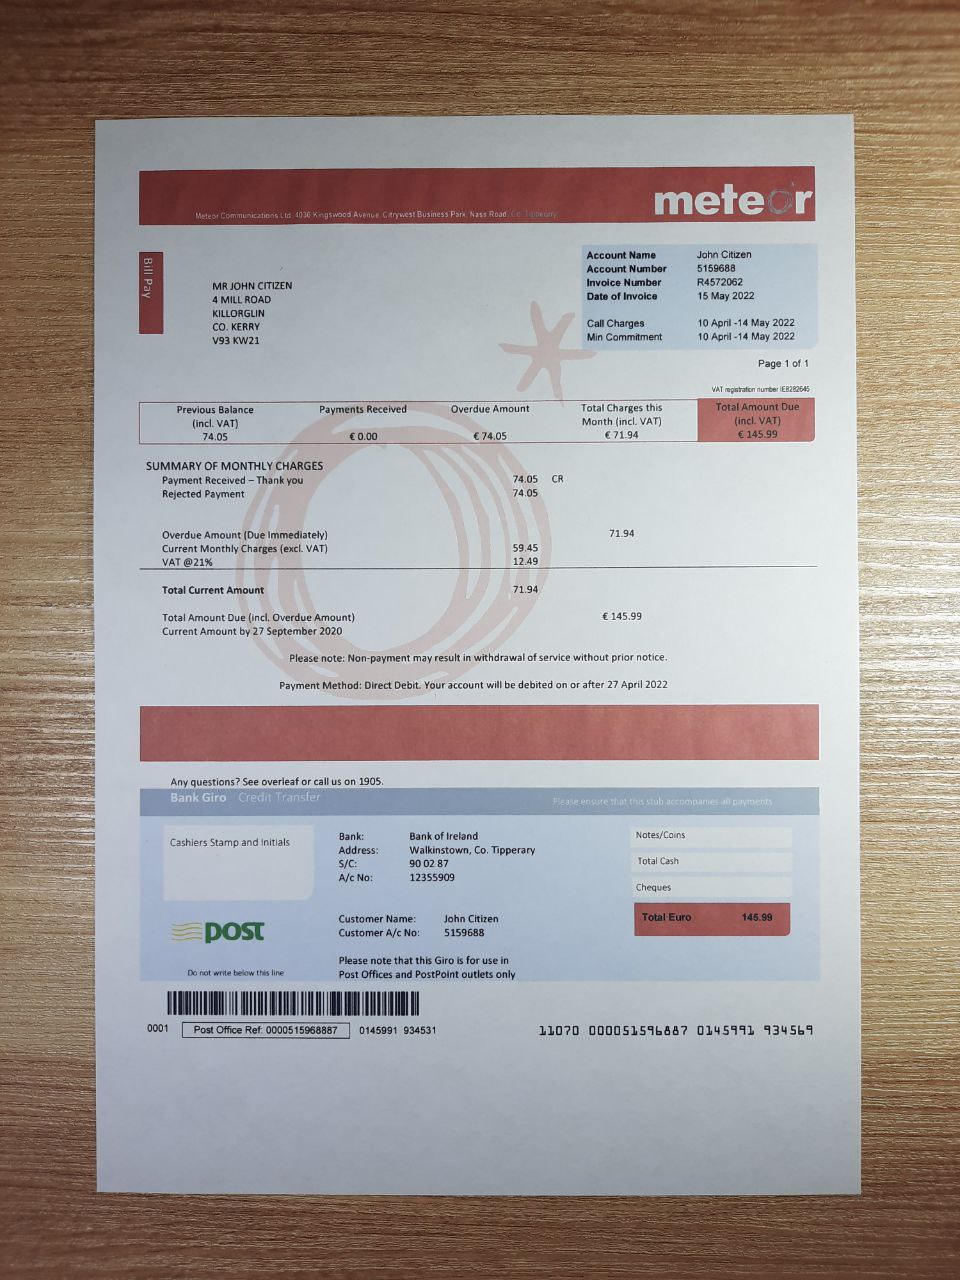 meteor
Meteor Communications Ltd, 4036 Kingswood Avenue, Citrywest Business Park, Nass Road, Co. Tipperary
Bill Pay
MR JOHN CITIZEN
4 MILL ROAD
KILLORGLIN
CO. KERRY
V93 KW21
Account Name John Citizen
Account Number 5159688
Invoice Number R4572062
Date of Invoice 15 May 2022
Call Charges 10 April -14 May 2022
Min Commitment 10 April -14 May 2022
Page 1 of 1
VAT registration number IE8282645
Previous Balance (incl. VAT) 74.05
Payments Received € 0.00
Overdue Amount € 74.05
Total Charges this Month (incl. VAT) € 71.94
Total Amount Due (incl. VAT) € 145.99
SUMMARY OF MONTHLY CHARGES
Payment Received – Thank you 74.05 CR
Rejected Payment 74.05
Overdue Amount (Due Immediately) 71.94
Current Monthly Charges (excl. VAT) 59.45
VAT @21% 12.49
Total Current Amount 71.94
Total Amount Due (incl. Overdue Amount) € 145.99
Current Amount by 27 September 2020
Please note: Non-payment may result in withdrawal of service without prior notice.
Payment Method: Direct Debit. Your account will be debited on or after 27 April 2022
Any questions? See overleaf or call us on 1905.
Bank Giro Credit Transfer Please ensure that this stub accompanies all payments
Cashiers Stamp and Initials
Bank: Bank of Ireland
Address: Walkinstown, Co. Tipperary
S/C: 90 02 87
A/c No: 12355909
Notes/Coins
Total Cash
Cheques
Total Euro 145.99
post
Customer Name: John Citizen
Customer A/c No: 5159688
Do not write below this line
Please note that this Giro is for use in
Post Offices and PostPoint outlets only
0001 Post Office Ref: 0000515968887 0145991 934531
11070 000051596887 0145991 934569